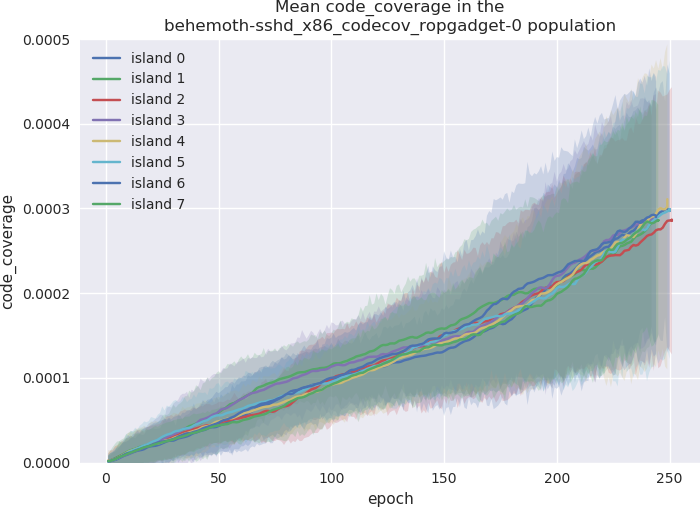 Mean code_coverage in the
behemoth-sshd_x86_codecov_ropgadget-0 population
0.0005
0.0004
0.0003
0.0002
0.0001
0.0000
code_coverage
island 0
island 1
island 2
island 3
island 4
island 5
island 6
island 7
0 50 100 150 200 250
epoch